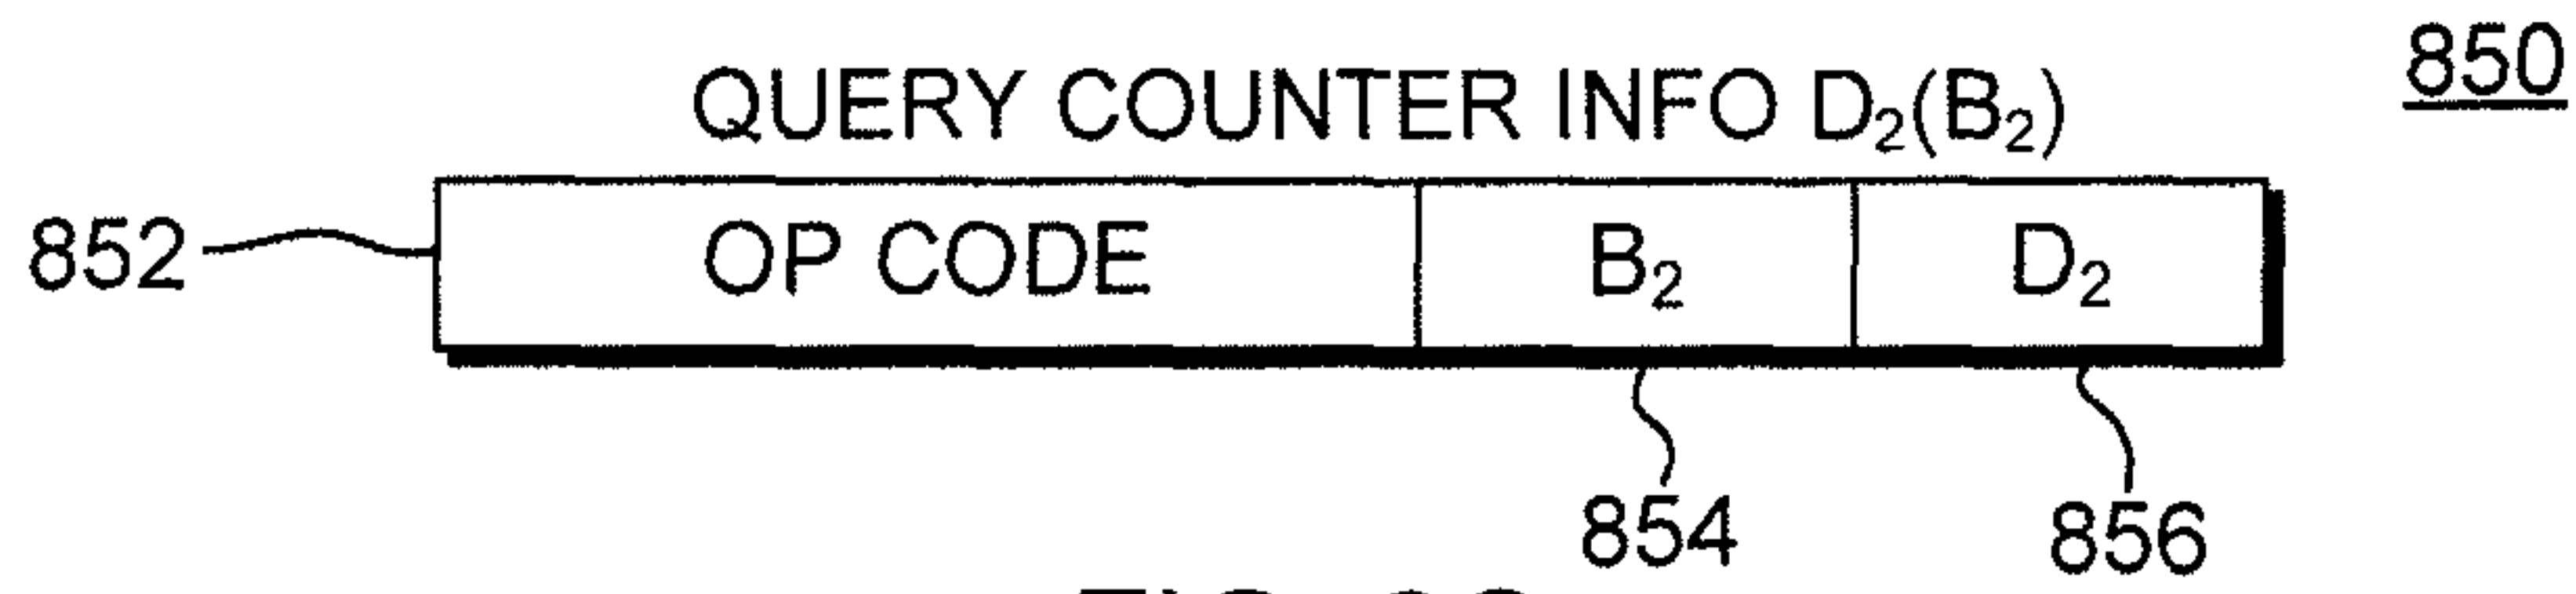 850
QUERY COUNTER INFO D₂(B₂)
852 OP CODE B₂ D₂
854 856